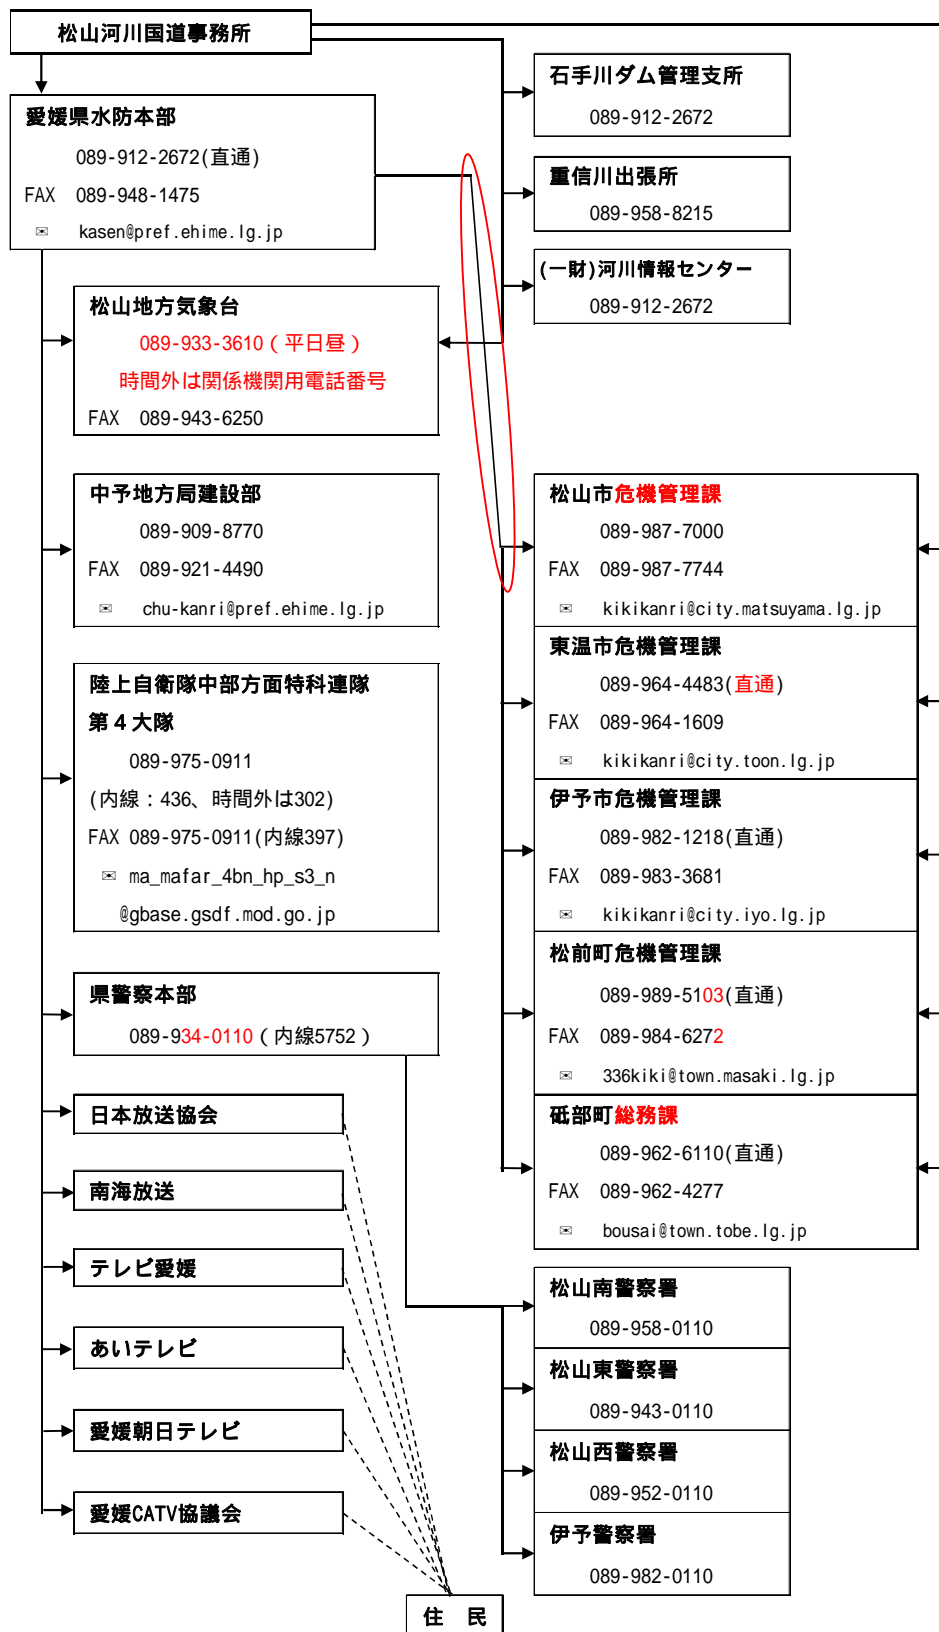 松山河川国道事務所
愛媛県水防本部
089-912-2672(直通)
FAX 089-948-1475
✉ kasen@pref.ehime.lg.jp
松山地方気象台
089-933-3610(平日昼)
時間外は関係機関用電話番号
FAX 089-943-6250
中予地方局建設部
089-909-8770
FAX 089-921-4490
✉ chu-kanri@pref.ehime.lg.jp
陸上自衛隊中部方面特科連隊
第4大隊
089-975-0911
(内線:436、時間外は302)
FAX 089-975-0911(内線397)
✉ ma_mafar_4bn_hp_s3_n
@gbase.gsdf.mod.go.jp
県警察本部
089-934-0110(内線5752)
日本放送協会
南海放送
テレビ愛媛
あいテレビ
愛媛朝日テレビ
愛媛CATV協議会
石手川ダム管理支所
089-912-2672
重信川出張所
089-958-8215
(一財)河川情報センター
089-912-2672
松山市危機管理課
089-987-7000
FAX 089-987-7744
✉ kikikanri@city.matsuyama.lg.jp
東温市危機管理課
089-964-4483(直通)
FAX 089-964-1609
✉ kikikanri@city.toon.lg.jp
伊予市危機管理課
089-982-1218(直通)
FAX 089-983-3681
✉ kikikanri@city.iyo.lg.jp
松前町危機管理課
089-989-5103(直通)
FAX 089-984-6272
✉ 336kiki@town.masaki.lg.jp
砥部町総務課
089-962-6110(直通)
FAX 089-962-4277
✉ bousai@town.tobe.lg.jp
松山南警察署
089-958-0110
松山東警察署
089-943-0110
松山西警察署
089-952-0110
伊予警察署
089-982-0110
住 民